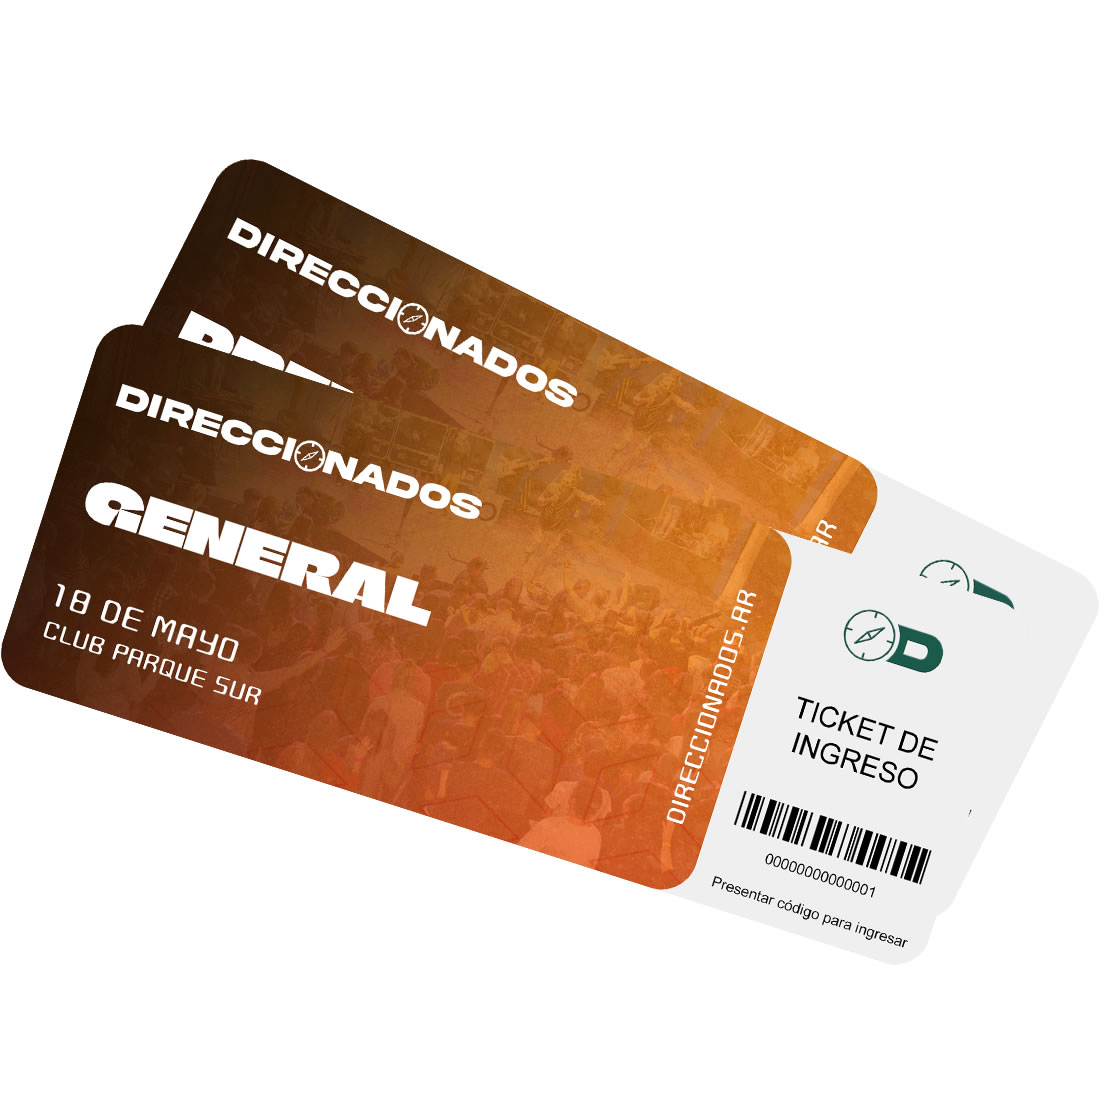 DIRECCIONADOS
DIRECCIONADOS
GENERAL
18 DE MAYO
CLUB PARQUE SUR
DIRECCIONADOS.AR
AR
D
TICKET DE
INGRESO
00000000000001
Presentar código para ingresar